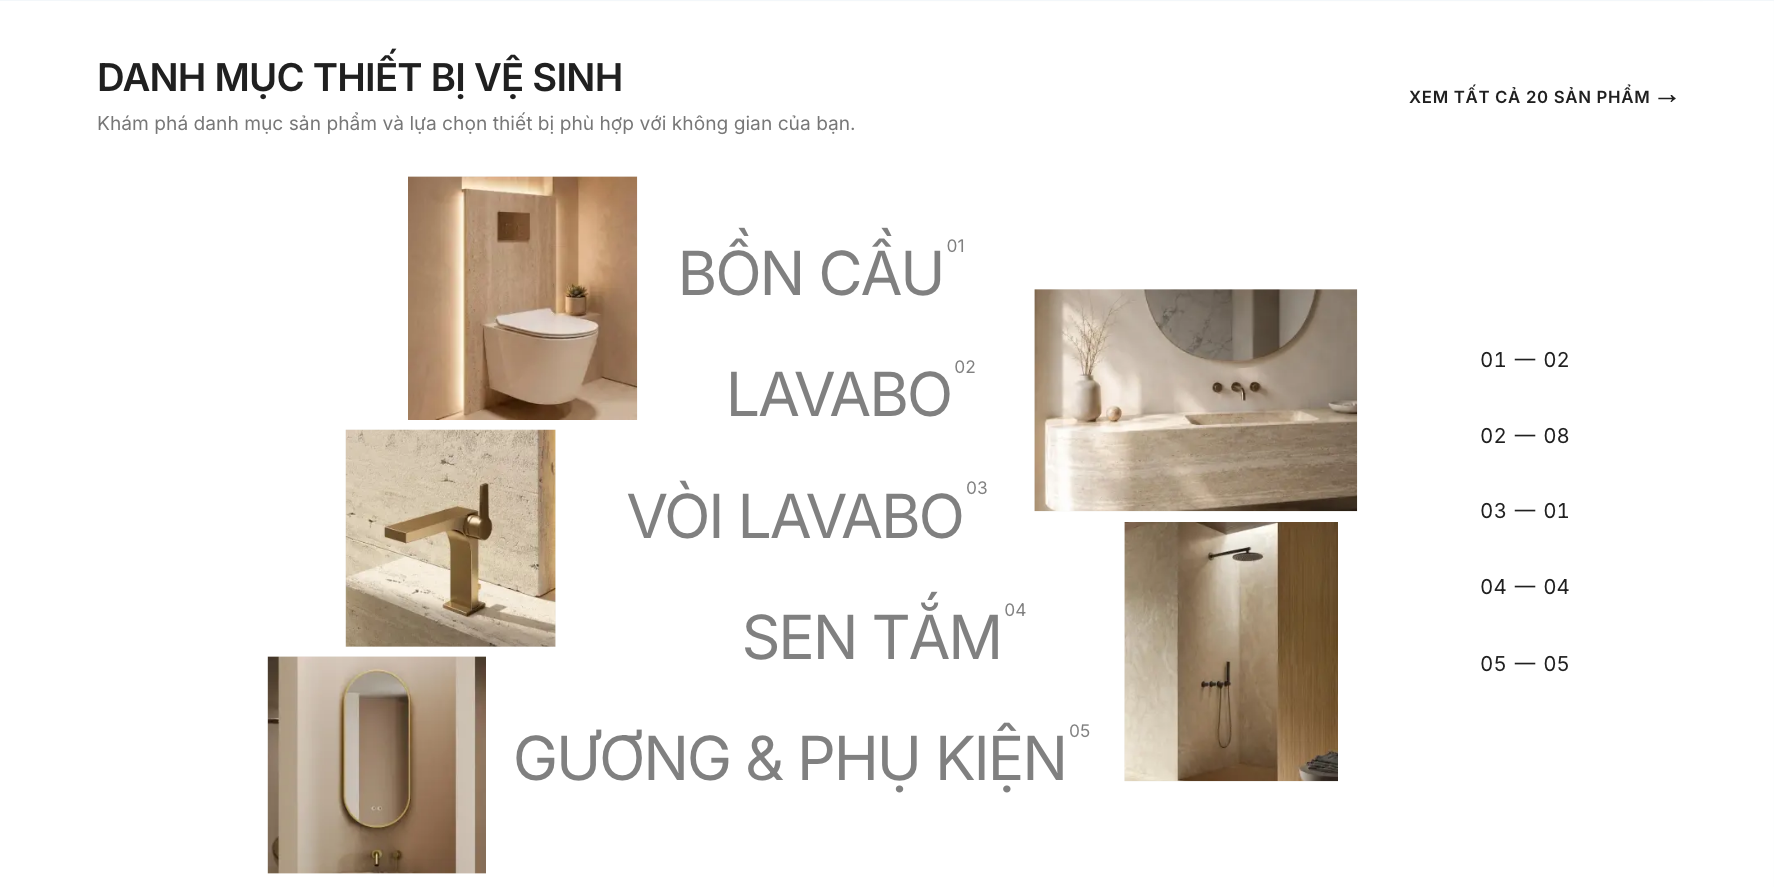 DANH MỤC THIẾT BỊ VỆ SINH
Khám phá danh mục sản phẩm và lựa chọn thiết bị phù hợp với không gian của bạn.
XEM TẤT CẢ 20 SẢN PHẨM →
BỒN CẦU 01
LAVABO 02
VÒI LAVABO 03
SEN TẮM 04
GƯƠNG & PHỤ KIỆN 05
01 — 02
02 — 08
03 — 01
04 — 04
05 — 05